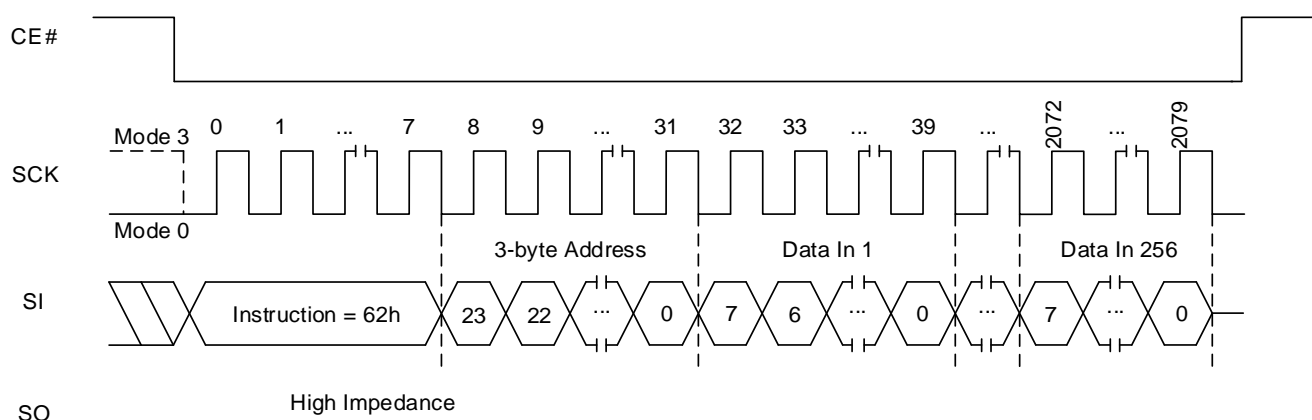 CE#
0 1 ... 7 8 9 ... 31 32 33 ... 39 ... 2072 ... 2079
Mode 3
SCK
Mode 0
3-byte Address Data In 1 Data In 256
SI Instruction = 62h 23 22 ... 0 7 6 ... 0 ... 7 ... 0
High Impedance
SO